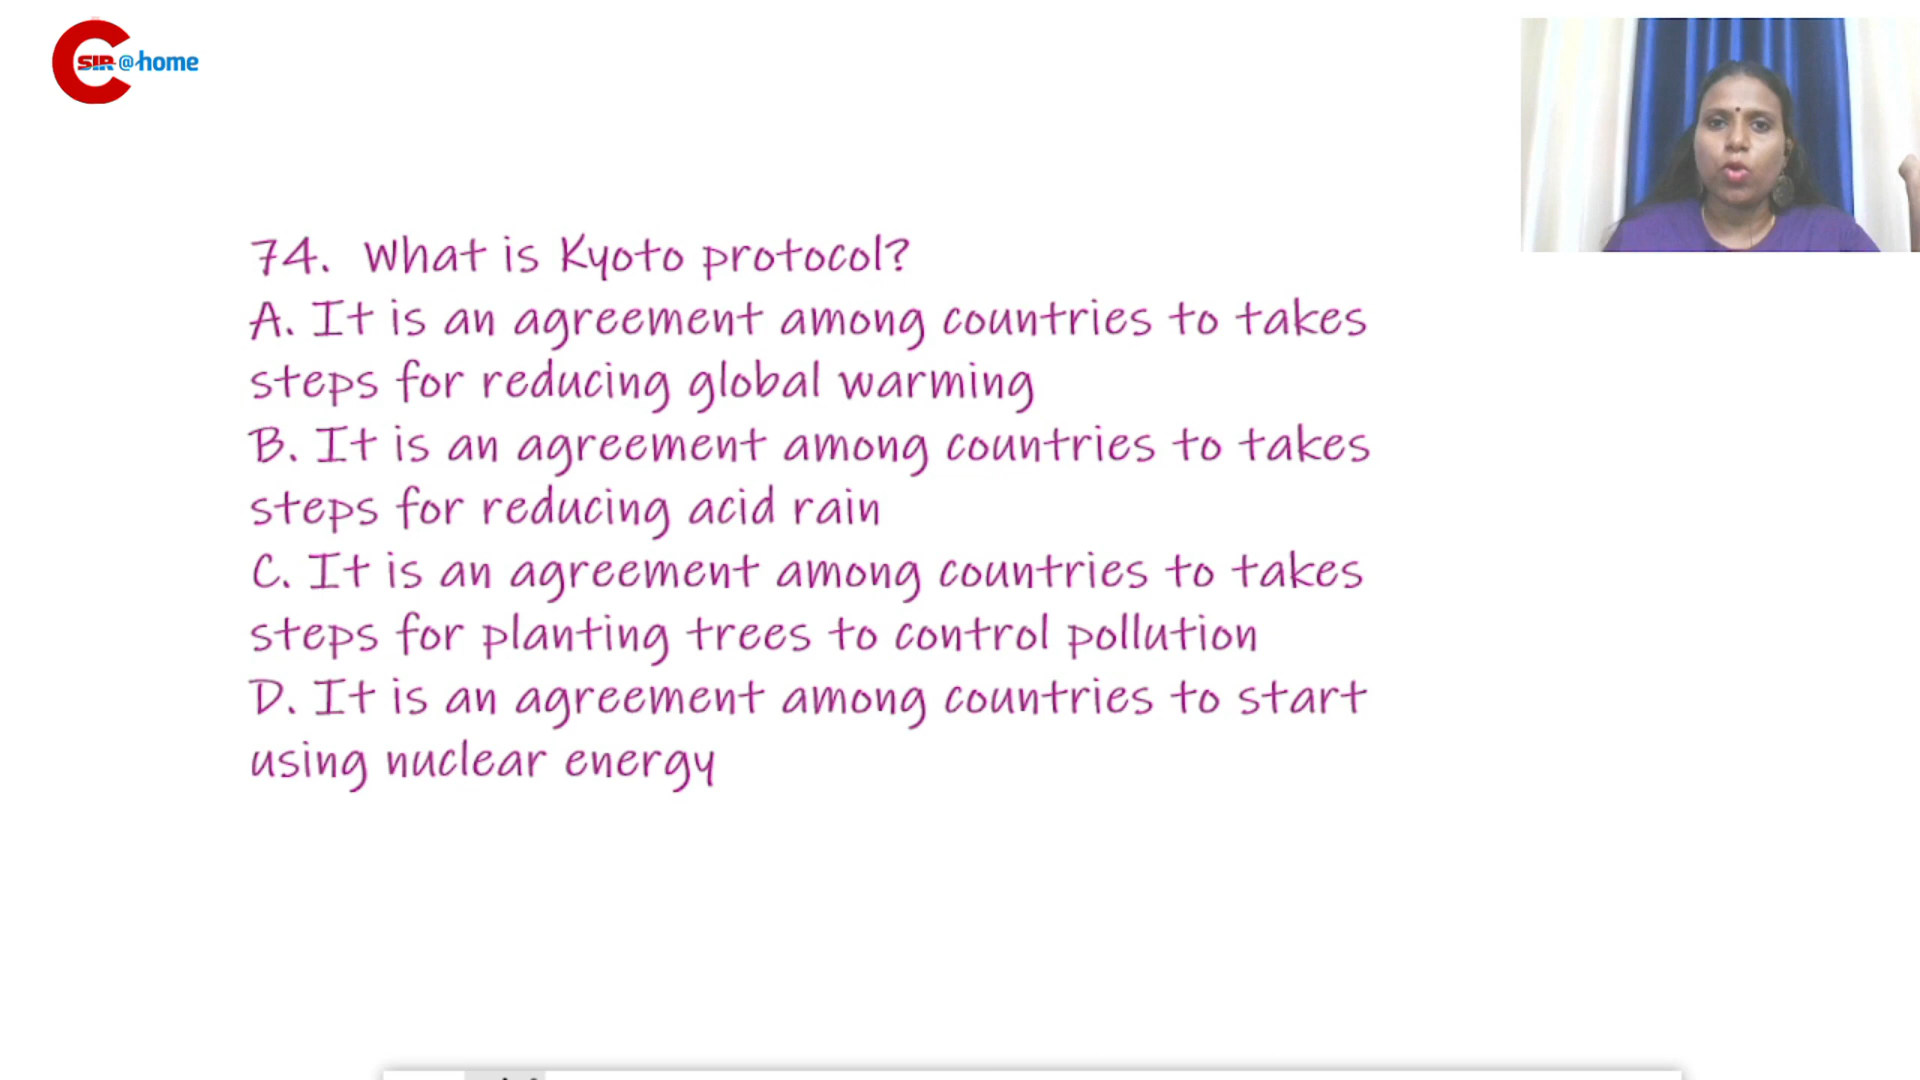 C SIR @home
74. What is Kyoto protocol?
A. It is an agreement among countries to takes
steps for reducing global warming
B. It is an agreement among countries to takes
steps for reducing acid rain
C. It is an agreement among countries to takes
steps for planting trees to control pollution
D. It is an agreement among countries to start
using nuclear energy